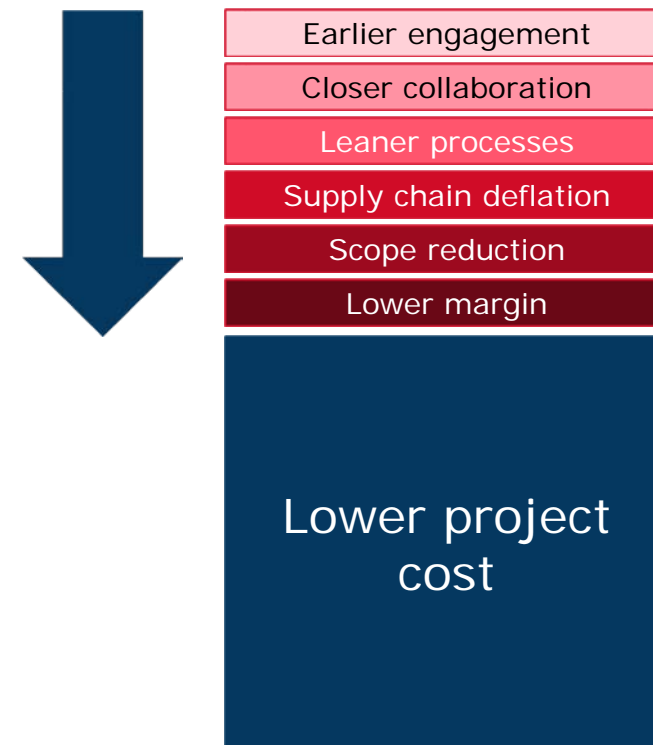 Earlier engagement
Closer collaboration
Leaner processes
Supply chain deflation
Scope reduction
Lower margin
Lower project
cost